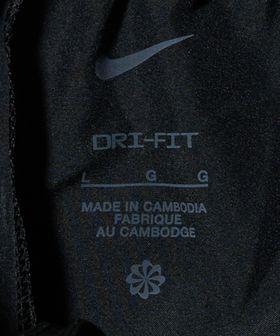 DRI-FIT
L G G
MADE IN CAMBODIA
FABRIQUE
AU CAMBODGE